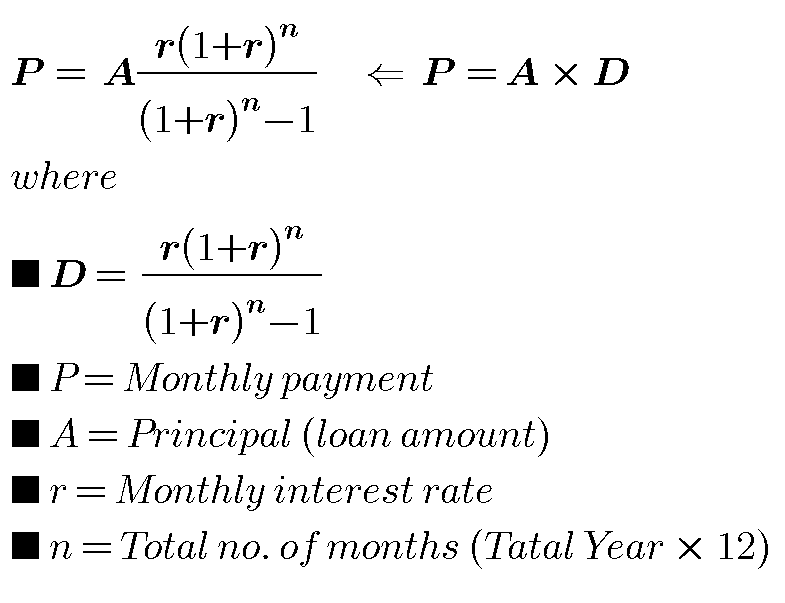 P = A r(1+r)^n / (1+r)^n−1 ⇐ P = A × D
where
■ D = r(1+r)^n / (1+r)^n−1
■ P = Monthly payment
■ A = Principal (loan amount)
■ r = Monthly interest rate
■ n = Total no. of months (Tatal Year × 12)